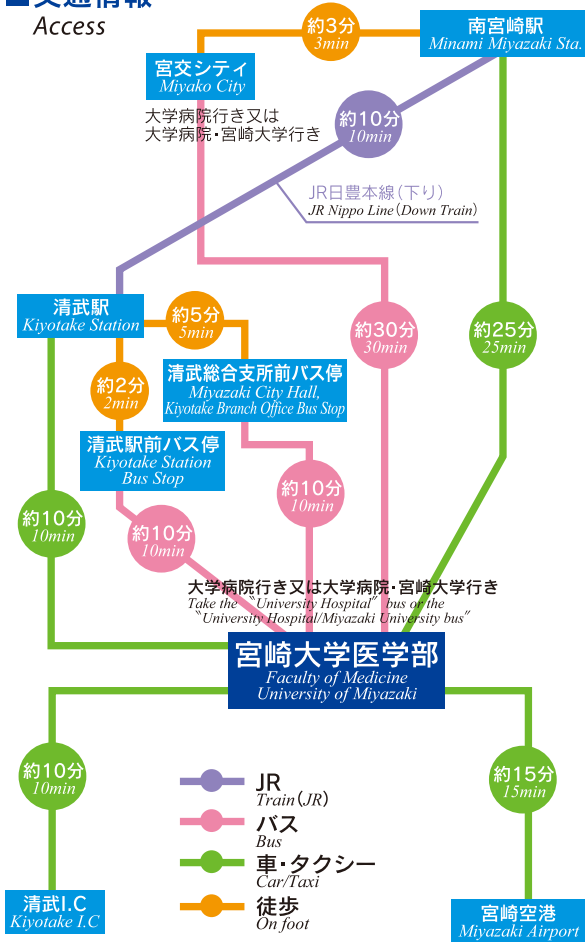 ■交通情報
Access
約3分
3min
南宮崎駅
Minami Miyazaki Sta.
宮交シティ
Miyako City
大学病院行き又は
大学病院・宮崎大学行き
約10分
10min
JR日豊本線(下り)
JR Nippo Line(Down Train)
清武駅
Kiyotake Station
約5分
5min
約30分
30min
約25分
25min
約2分
2min
清武総合支所前バス停
Miyazaki City Hall,
Kiyotake Branch Office Bus Stop
清武駅前バス停
Kiyotake Station
Bus Stop
約10分
10min
約10分
10min
約10分
10min
大学病院行き又は大学病院・宮崎大学行き
Take the "University Hospital" bus or the
"University Hospital/Miyazaki University bus"
宮崎大学医学部
Faculty of Medicine
University of Miyazaki
約10分
10min
約15分
15min
JR
Train(JR)
バス
Bus
車・タクシー
Car/Taxi
徒歩
On foot
清武I.C
Kiyotake I.C
宮崎空港
Miyazaki Airport